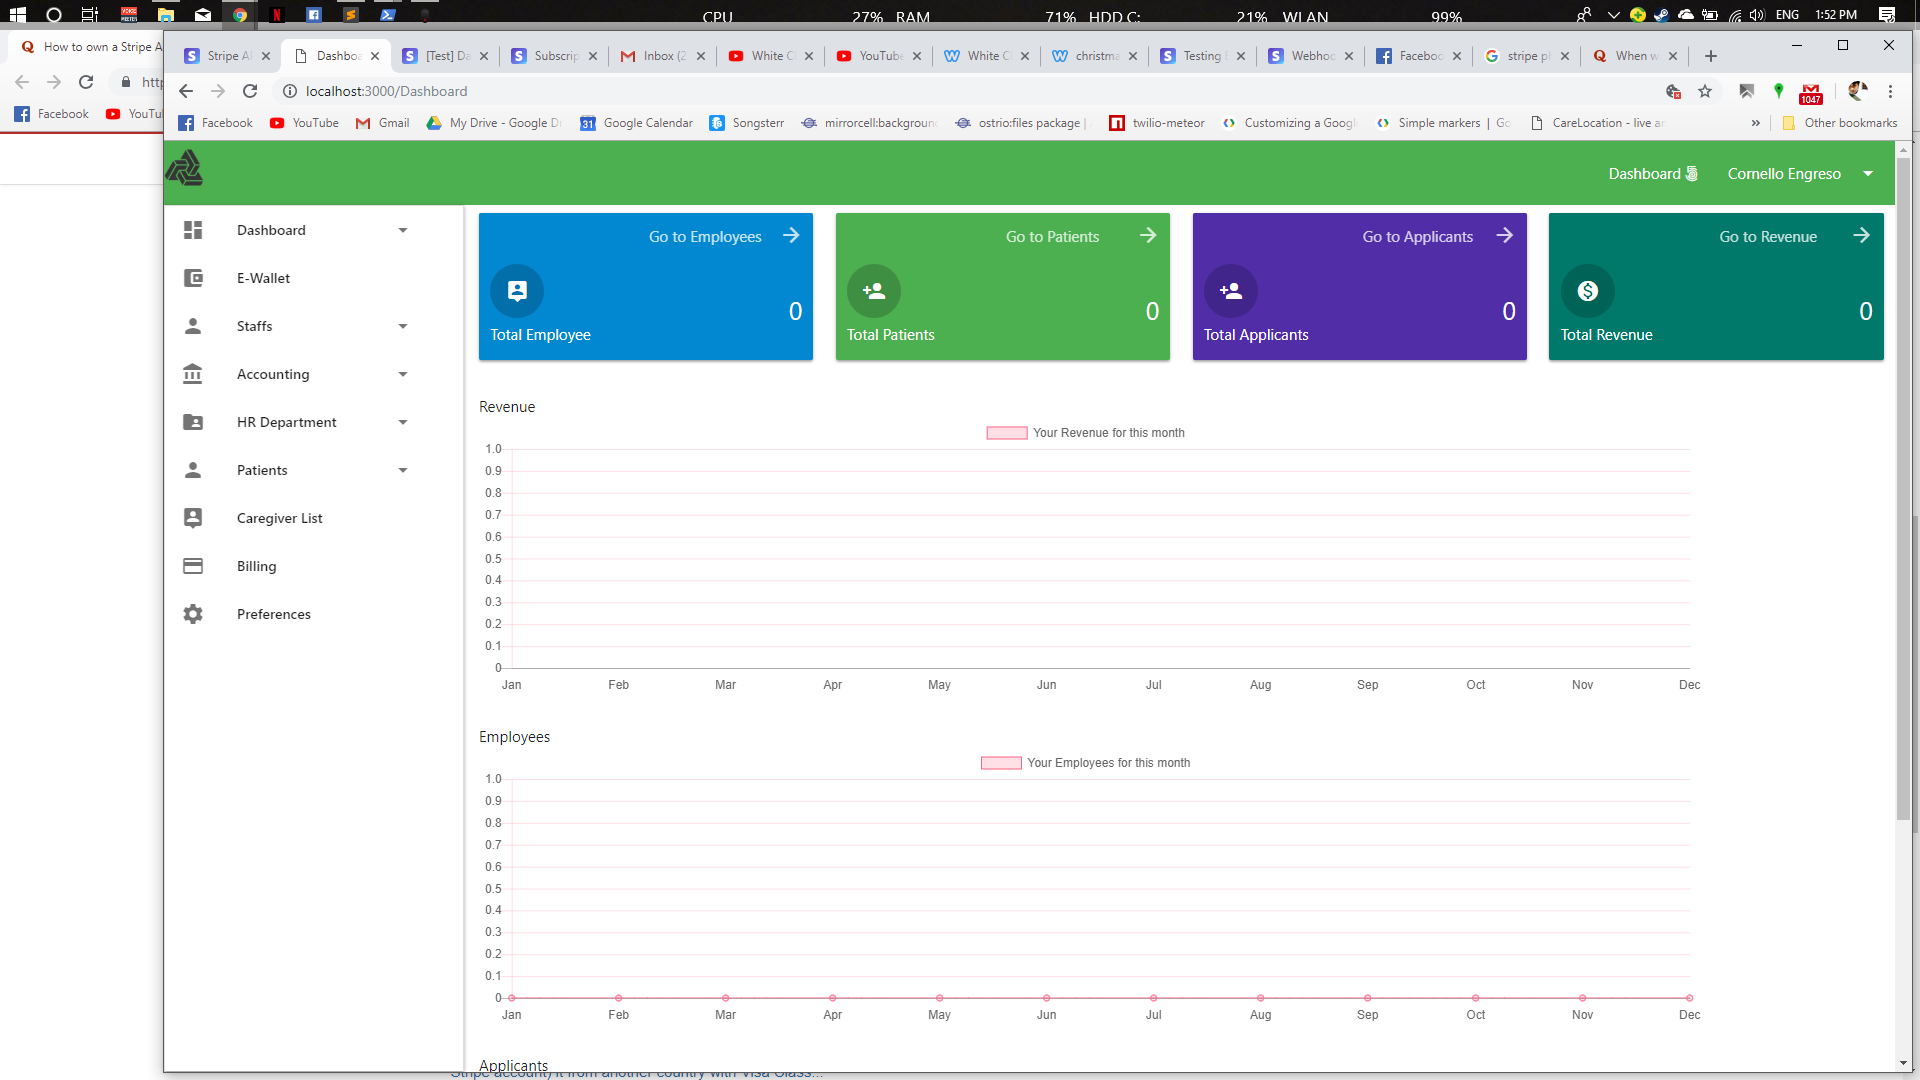 CPU 27% RAM 71% HDD C: 21% WLAN 99% ENG 1:52 PM
How to own a Stripe A
Stripe A Dashboa [Test] Da Subscrip Inbox (2 White C YouTube White C christma Testing Webhoo Faceboo stripe p When w
localhost:3000/Dashboard
1047
Facebook YouTu
Facebook YouTube Gmail My Drive - Google D Google Calendar Songsterr mirrorcell:backgroun ostrio:files package | twilio-meteor Customizing a Goog Simple markers | Go CareLocation - live a » Other bookmarks
Dashboard Cornello Engreso
Dashboard
E-Wallet
Staffs
Accounting
HR Department
Patients
Caregiver List
Billing
Preferences
Go to Employees
0
Total Employee
Go to Patients
0
Total Patients
Go to Applicants
0
Total Applicants
Go to Revenue
0
Total Revenue
Revenue
Your Revenue for this month
1.0
0.9
0.8
0.7
0.6
0.5
0.4
0.3
0.2
0.1
0
Jan Feb Mar Apr May Jun Jul Aug Sep Oct Nov Dec
Employees
Your Employees for this month
1.0
0.9
0.8
0.7
0.6
0.5
0.4
0.3
0.2
0.1
0
Jan Feb Mar Apr May Jun Jul Aug Sep Oct Nov Dec
Applicants
Stripe account) it from another country with Visa Class...